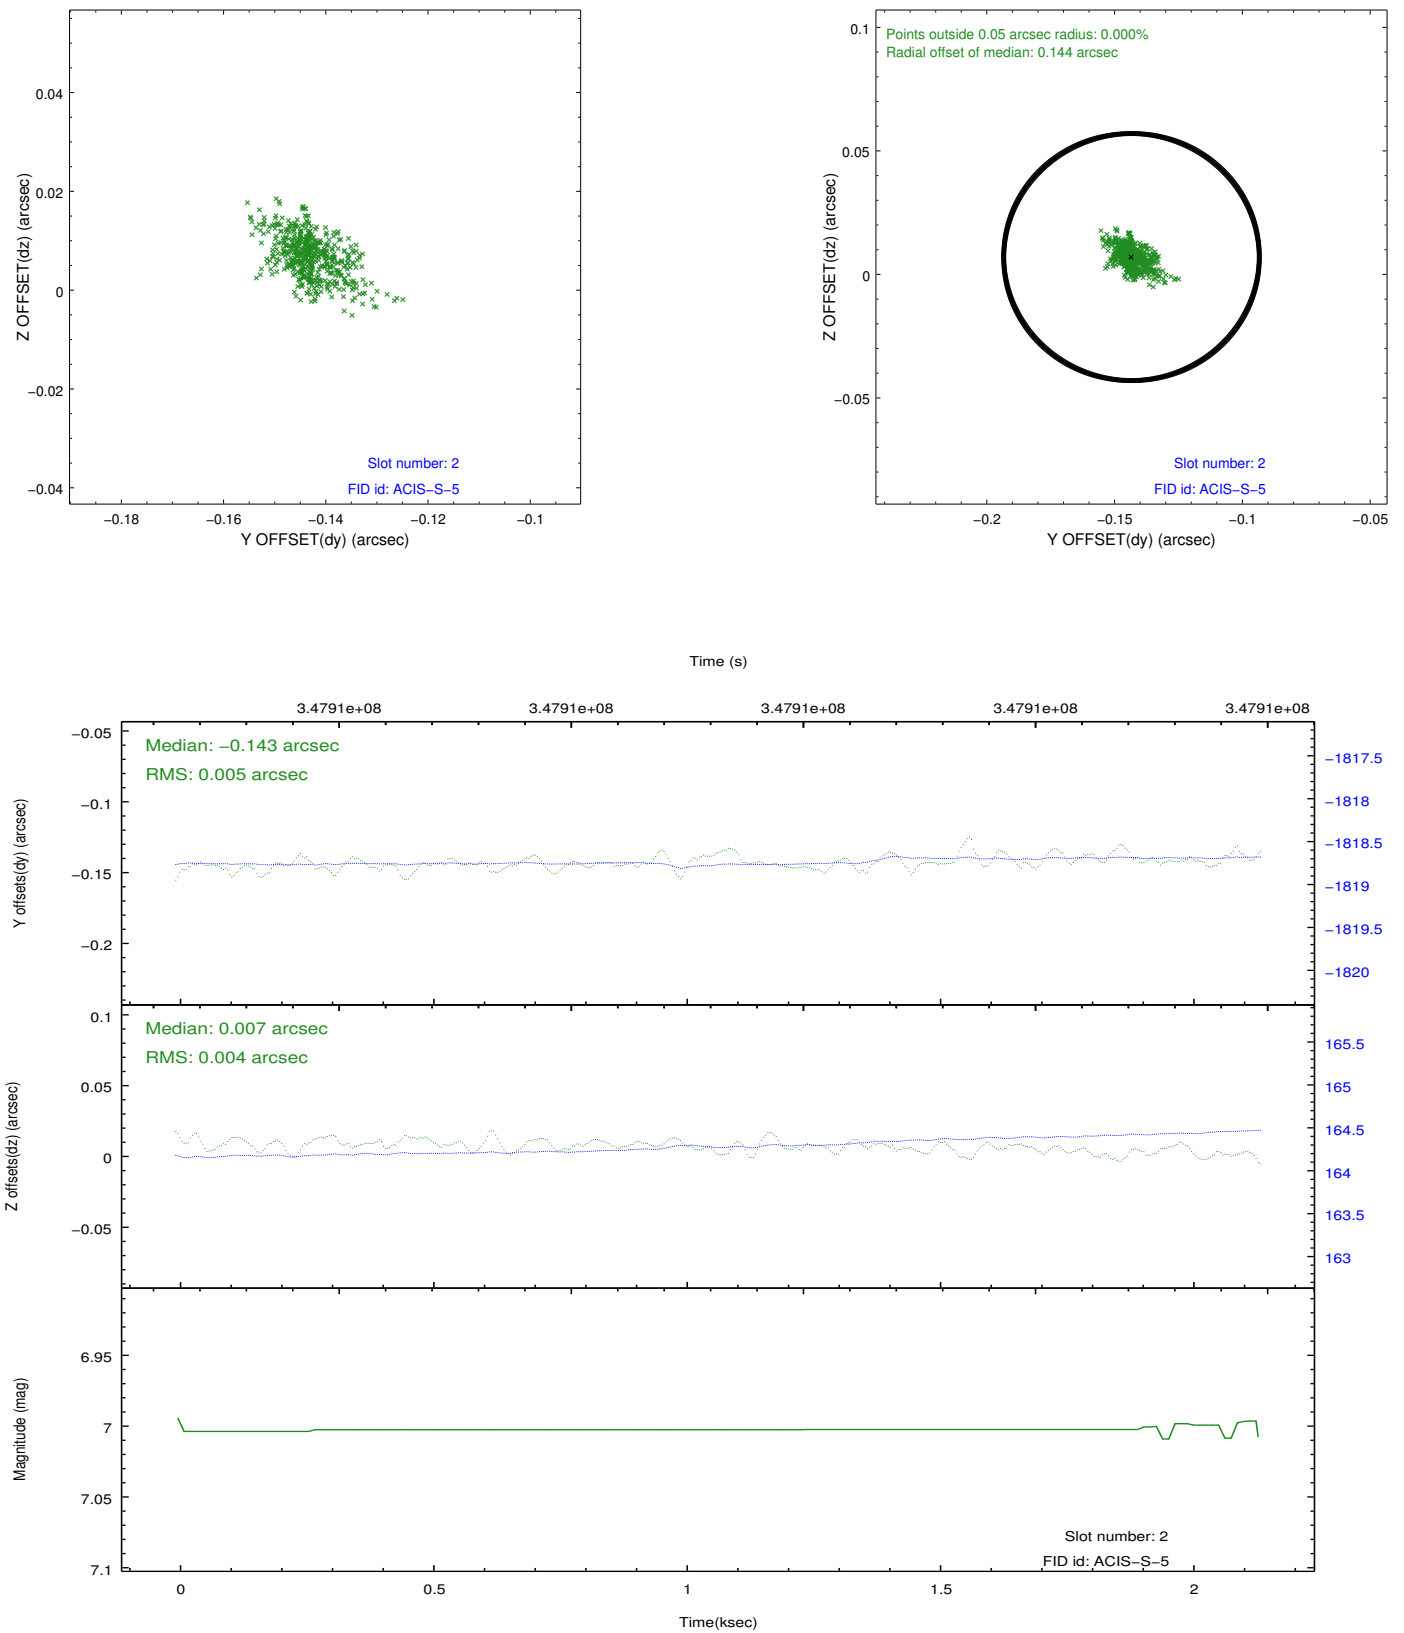 0.04
0.02
0
−0.02
−0.04
Z OFFSET(dz) (arcsec)
Slot number: 2
FID id: ACIS−S−5
−0.18
−0.16
−0.14
−0.12
−0.1
Y OFFSET(dy) (arcsec)
Points outside 0.05 arcsec radius: 0.000%
Radial offset of median: 0.144 arcsec
0.1
0.05
0
−0.05
Z OFFSET(dz) (arcsec)
Slot number: 2
FID id: ACIS−S−5
−0.2
−0.15
−0.1
−0.05
Y OFFSET(dy) (arcsec)
Time (s)
3.4791e+08
3.4791e+08
3.4791e+08
3.4791e+08
3.4791e+08
Median: −0.143 arcsec
RMS: 0.005 arcsec
−0.05
−0.1
−0.15
−0.2
Y offsets(dy) (arcsec)
−1817.5
−1818
−1818.5
−1819
−1819.5
−1820
Median: 0.007 arcsec
RMS: 0.004 arcsec
0.1
0.05
0
−0.05
Z offsets(dz) (arcsec)
165.5
165
164.5
164
163.5
163
6.95
7
7.05
7.1
Magnitude (mag)
Slot number: 2
FID id: ACIS−S−5
0
0.5
1
1.5
2
Time(ksec)